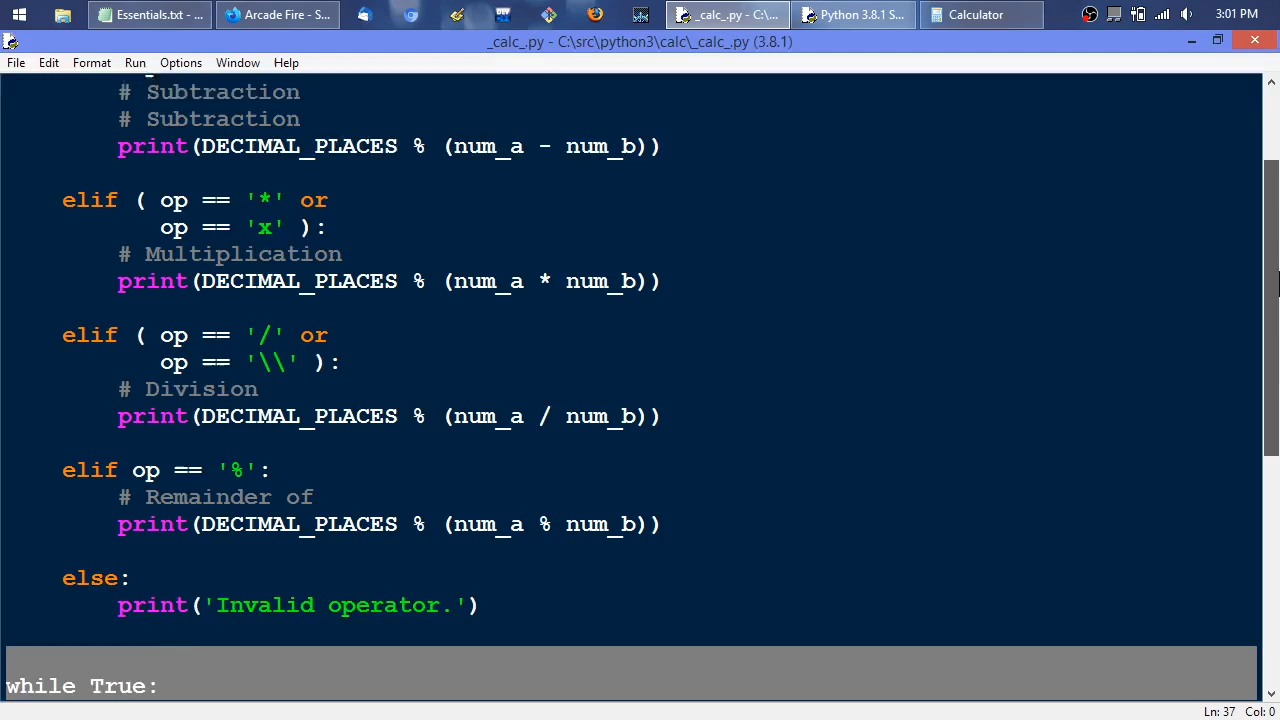 Essentials.txt - ...
Arcade Fire - S...
_calc_.py - C:\...
Python 3.8.1 S...
Calculator
3:01 PM
_calc_.py - C:\src\python3\calc\_calc_.py (3.8.1)
File Edit Format Run Options Window Help
# Subtraction
# Subtraction
print(DECIMAL_PLACES % (num_a - num_b))
elif ( op == '*' or
op == 'x' ):
# Multiplication
print(DECIMAL_PLACES % (num_a * num_b))
elif ( op == '/' or
op == '\\' ):
# Division
print(DECIMAL_PLACES % (num_a / num_b))
elif op == '%':
# Remainder of
print(DECIMAL_PLACES % (num_a % num_b))
else:
print('Invalid operator.')
while True:
Ln: 37 Col: 0